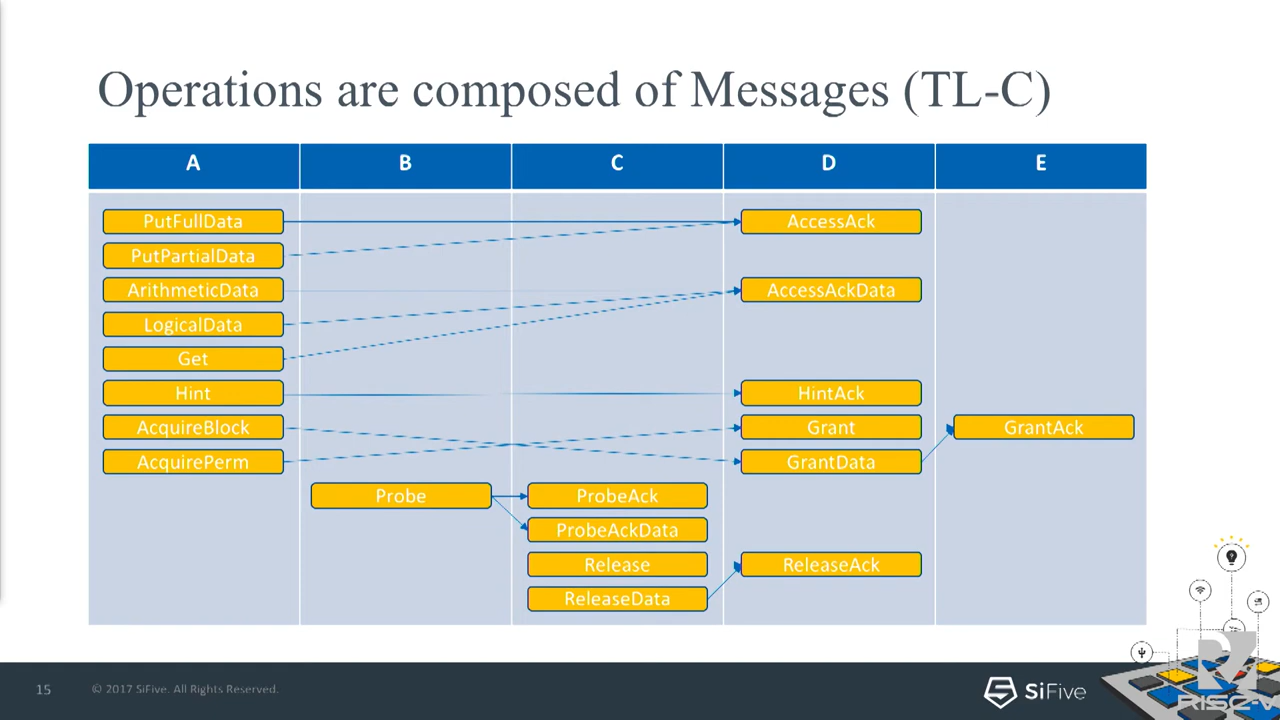 Operations are composed of Messages (TL-C)
A B C D E
PutFullData AccessAck
PutPartialData
ArithmeticData AccessAckData
LogicalData
Get
Hint HintAck
AcquireBlock Grant GrantAck
AcquirePerm GrantData
Probe ProbeAck
ProbeAckData
Release ReleaseAck
ReleaseData
15 © 2017 SiFive. All Rights Reserved. SiFive
RISC-V